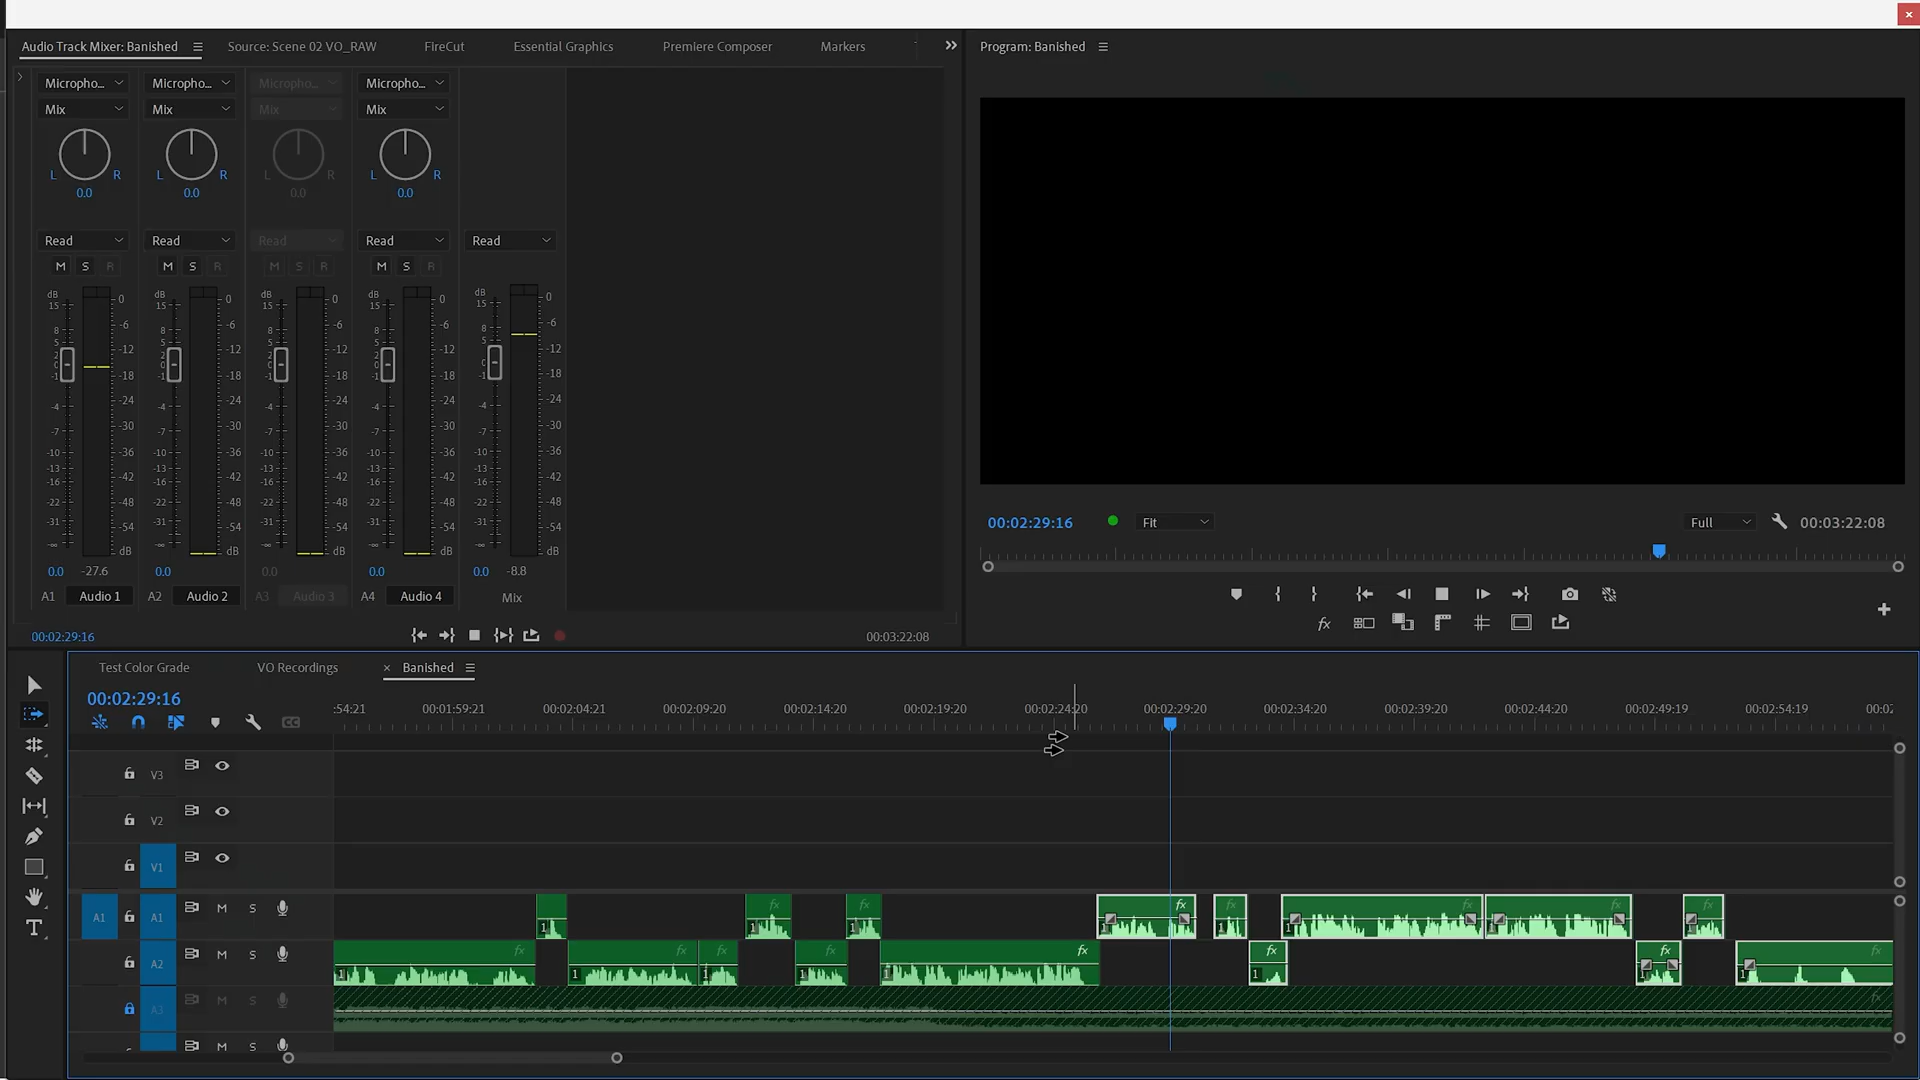 Audio Track Mixer: Banished
Source: Scene 02 VO_RAW
FireCut
Essential Graphics
Premiere Composer
Markers
Program: Banished
Micropho... Micropho... Micropho... Micropho...
Mix Mix Mix Mix
L R L R L R L R
0.0 0.0 0.0 0.0
Read Read Read Read Read
M S R M S R M S R M S R
dB 0 dB 0 dB 0 dB 0 dB 0
15 15 15 15 15
8 -6 8 -6 8 -6 8 -6 8 -6
5 5 5 5 5
2 -12 2 -12 2 -12 2 -12 -12
0 0 0 0 0
-1 -18 -1 -18 -1 -18 -1 -18 -1 -18
-4 -24 -4 -24 -4 -24 -4 -24 -4 -24
-7 -30 -7 -30 -7 -30 -7 -30 -7 -30
-10 -36 -10 -36 -10 -36 -10 -36 -10 -36
-13 -13 -13 -13 -13
-16 -42 -16 -42 -16 -42 -16 -42 -16 -42
-22 -48 -22 -48 -22 -48 -22 -48 -22 -48
-31 -54 -31 -54 -31 -54 -31 -54 -31 -54
-∞ dB -∞ dB -∞ dB -∞ dB -∞ dB
0.0 -27.6 0.0 0.0 0.0 0.0 -8.8
A1 Audio 1 A2 Audio 2 A3 Audio 3 A4 Audio 4 Mix
00:02:29:16 00:03:22:08
00:02:29:16 Fit Full 00:03:22:08
fx
Test Color Grade
VO Recordings
× Banished
00:02:29:16
CC
:54:21 00:01:59:21 00:02:04:21 00:02:09:20 00:02:14:20 00:02:19:20 00:02:24:20 00:02:29:20 00:02:34:20 00:02:39:20 00:02:44:20 00:02:49:19 00:02:54:19 00:02
V3
V2
V1
A1 A1 M S
fx fx fx fx fx fx fx
1 1 1 1 1 1 1 1
A2 M S
fx fx fx fx fx fx fx
1 1 1 1 1 1 1 1
A3 M S
fx
M S
T